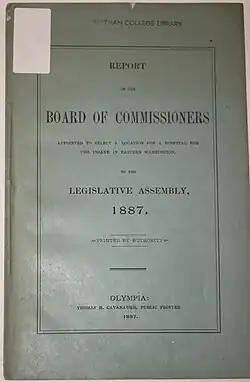 WHITMAN COLLEGE LIBRARY
REPORT
OF THE
BOARD OF COMMISSIONERS
APPOINTED TO SELECT A LOCATION FOR A HOSPITAL FOR
THE INSANE IN EASTERN WASHINGTON,
TO THE
LEGISLATIVE ASSEMBLY,
1887.
PRINTED BY AUTHORITY
OLYMPIA:
THOMAS H. CAVANAUGH, PUBLIC PRINTER
1887.